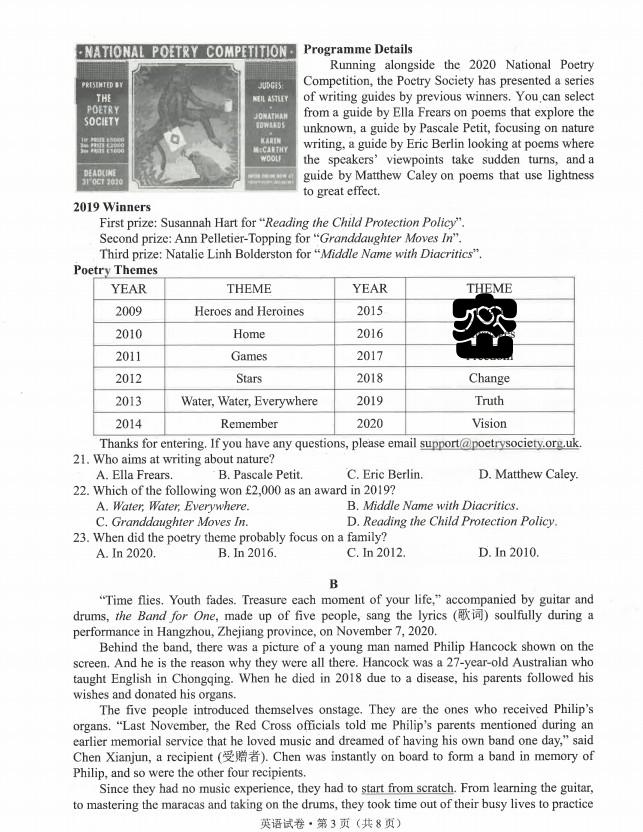 · NATIONAL POETRY COMPETITION ·
PRESENTED BY
THE
POETRY
SOCIETY
1st PRIZE £5000
2nd PRIZE £2000
3rd PRIZE £1000
DEADLINE
31st OCT 2020
JUDGES:
NEIL ASTLEY
JONATHAN
EDWARDS
KAREN
McCARTHY
WOOLF
Programme Details
Running alongside the 2020 National Poetry
Competition, the Poetry Society has presented a series
of writing guides by previous winners. You can select
from a guide by Ella Frears on poems that explore the
unknown, a guide by Pascale Petit, focusing on nature
writing, a guide by Eric Berlin looking at poems where
the speakers' viewpoints take sudden turns, and a
guide by Matthew Caley on poems that use lightness
to great effect.
2019 Winners
First prize: Susannah Hart for “Reading the Child Protection Policy”.
Second prize: Ann Pelletier-Topping for “Granddaughter Moves In”.
Third prize: Natalie Linh Bolderston for “Middle Name with Diacritics”.
Poetry Themes
YEAR THEME YEAR THEME
2009 Heroes and Heroines 2015
2010 Home 2016
2011 Games 2017
2012 Stars 2018 Change
2013 Water, Water, Everywhere 2019 Truth
2014 Remember 2020 Vision
Thanks for entering. If you have any questions, please email support@poetrysociety.org.uk.
21. Who aims at writing about nature?
A. Ella Frears. B. Pascale Petit. C. Eric Berlin. D. Matthew Caley.
22. Which of the following won £2,000 as an award in 2019?
A. Water, Water, Everywhere. B. Middle Name with Diacritics.
C. Granddaughter Moves In. D. Reading the Child Protection Policy.
23. When did the poetry theme probably focus on a family?
A. In 2020. B. In 2016. C. In 2012. D. In 2010.
B
“Time flies. Youth fades. Treasure each moment of your life,” accompanied by guitar and
drums, the Band for One, made up of five people, sang the lyrics (歌词) soulfully during a
performance in Hangzhou, Zhejiang province, on November 7, 2020.
Behind the band, there was a picture of a young man named Philip Hancock shown on the
screen. And he is the reason why they were all there. Hancock was a 27-year-old Australian who
taught English in Chongqing. When he died in 2018 due to a disease, his parents followed his
wishes and donated his organs.
The five people introduced themselves onstage. They are the ones who received Philip's
organs. “Last November, the Red Cross officials told me Philip's parents mentioned during an
earlier memorial service that he loved music and dreamed of having his own band one day,” said
Chen Xianjun, a recipient (受赠者). Chen was instantly on board to form a band in memory of
Philip, and so were the other four recipients.
Since they had no music experience, they had to start from scratch. From learning the guitar,
to mastering the maracas and taking on the drums, they took time out of their busy lives to practice
英语试卷·第3页（共8页）